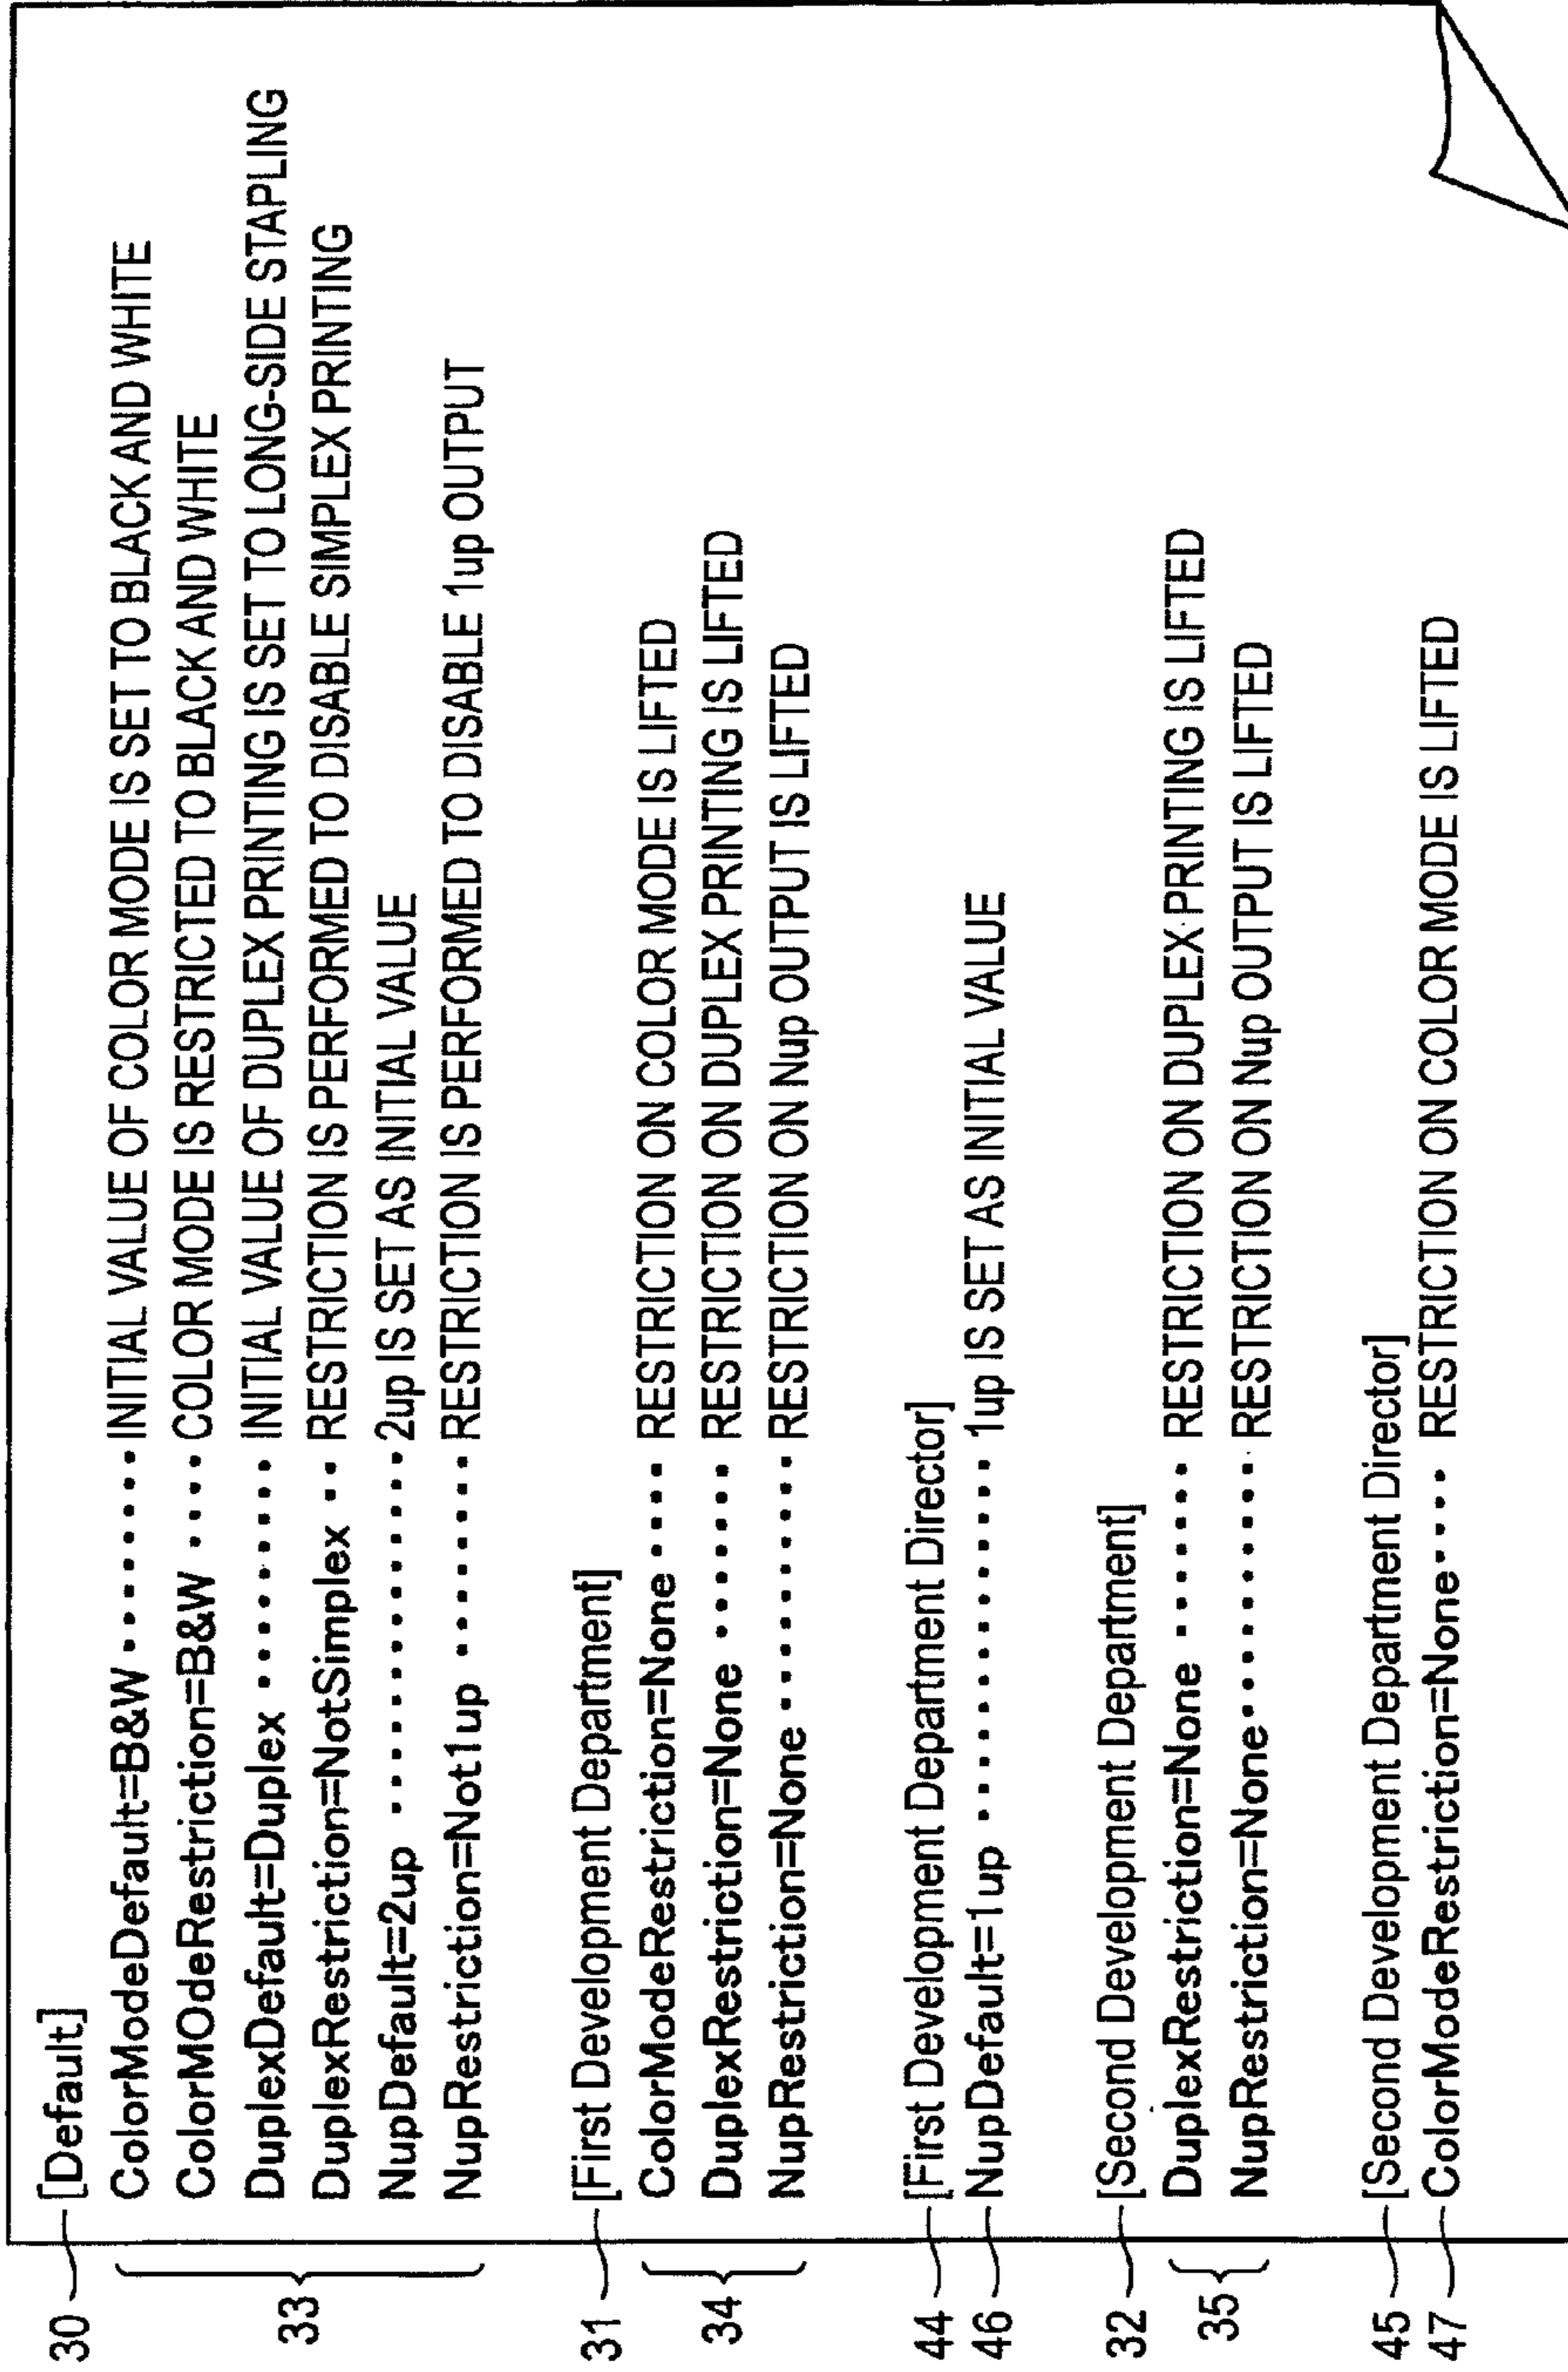 30 [Default]
33 ColorModeDefault=B&W ········· INITIAL VALUE OF COLOR MODE IS SET TO BLACK AND WHITE
ColorMOdeRestriction=B&W ···· COLOR MODE IS RESTRICTED TO BLACK AND WHITE
DuplexDefault=Duplex ·········· INITIAL VALUE OF DUPLEX PRINTING IS SET TO LONG-SIDE STAPLING
DuplexRestriction=NotSimplex ·· RESTRICTION IS PERFORMED TO DISABLE SIMPLEX PRINTING
NupDefault=2up ················ 2up IS SET AS INITIAL VALUE
NupRestriction=Not1up ········ RESTRICTION IS PERFORMED TO DISABLE 1up OUTPUT
31 [First Development Department]
34 ColorModeRestriction=None ···· RESTRICTION ON COLOR MODE IS LIFTED
DuplexRestriction=None ······· RESTRICTION ON DUPLEX PRINTING IS LIFTED
NupRestriction=None ·········· RESTRICTION ON Nup OUTPUT IS LIFTED
44 [First Development Department Director]
46 NupDefault=1up ················ 1up IS SET AS INITIAL VALUE
32 [Second Development Department]
35 DuplexRestriction=None ······· RESTRICTION ON DUPLEX PRINTING IS LIFTED
NupRestriction=None ·········· RESTRICTION ON Nup OUTPUT IS LIFTED
45 [Second Development Department Director]
47 ColorModeRestriction=None ···· RESTRICTION ON COLOR MODE IS LIFTED